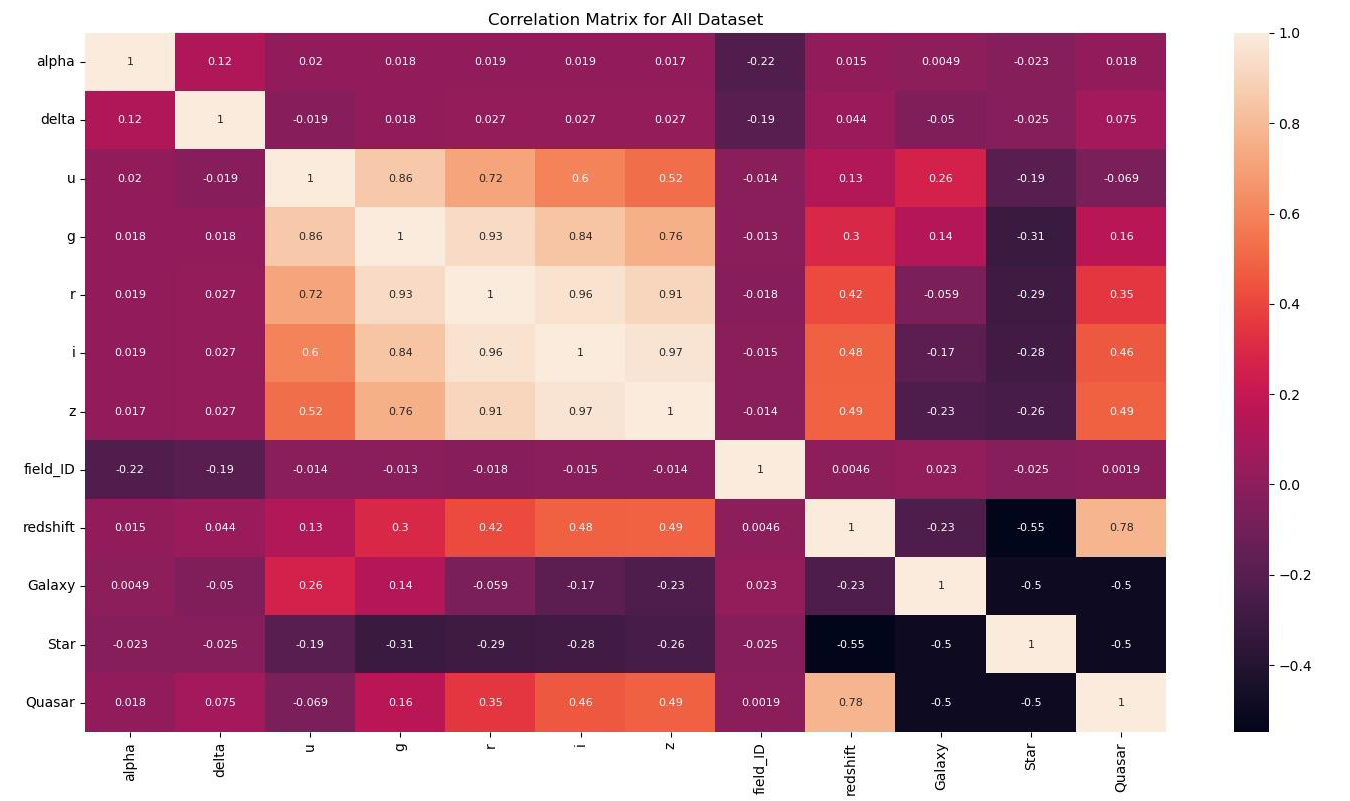 Correlation Matrix for All Dataset
alpha 1 0.12 0.02 0.018 0.019 0.019 0.017 -0.22 0.015 0.0049 -0.023 0.018
delta 0.12 1 -0.019 0.018 0.027 0.027 0.027 -0.19 0.044 -0.05 -0.025 0.075
u 0.02 -0.019 1 0.86 0.72 0.6 0.52 -0.014 0.13 0.26 -0.19 -0.069
g 0.018 0.018 0.86 1 0.93 0.84 0.76 -0.013 0.3 0.14 -0.31 0.16
r 0.019 0.027 0.72 0.93 1 0.96 0.91 -0.018 0.42 -0.059 -0.29 0.35
i 0.019 0.027 0.6 0.84 0.96 1 0.97 -0.015 0.48 -0.17 -0.28 0.46
z 0.017 0.027 0.52 0.76 0.91 0.97 1 -0.014 0.49 -0.23 -0.26 0.49
field_ID -0.22 -0.19 -0.014 -0.013 -0.018 -0.015 -0.014 1 0.0046 0.023 -0.025 0.0019
redshift 0.015 0.044 0.13 0.3 0.42 0.48 0.49 0.0046 1 -0.23 -0.55 0.78
Galaxy 0.0049 -0.05 0.26 0.14 -0.059 -0.17 -0.23 0.023 -0.23 1 -0.5 -0.5
Star -0.023 -0.025 -0.19 -0.31 -0.29 -0.28 -0.26 -0.025 -0.55 -0.5 1 -0.5
Quasar 0.018 0.075 -0.069 0.16 0.35 0.46 0.49 0.0019 0.78 -0.5 -0.5 1
alpha delta u g r i z field_ID redshift Galaxy Star Quasar
1.0
0.8
0.6
0.4
0.2
0.0
−0.2
−0.4